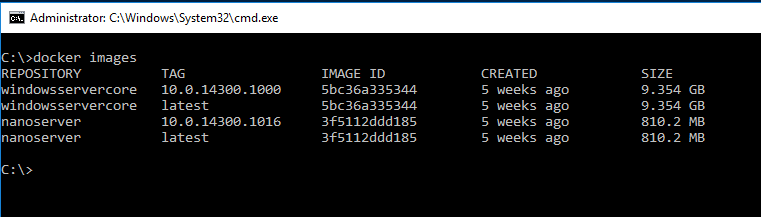 Administrator: C:\Windows\System32\cmd.exe
C:\>docker images
REPOSITORY TAG IMAGE ID CREATED SIZE
windowsservercore 10.0.14300.1000 5bc36a335344 5 weeks ago 9.354 GB
windowsservercore latest 5bc36a335344 5 weeks ago 9.354 GB
nanoserver 10.0.14300.1016 3f5112ddd185 5 weeks ago 810.2 MB
nanoserver latest 3f5112ddd185 5 weeks ago 810.2 MB
C:\>